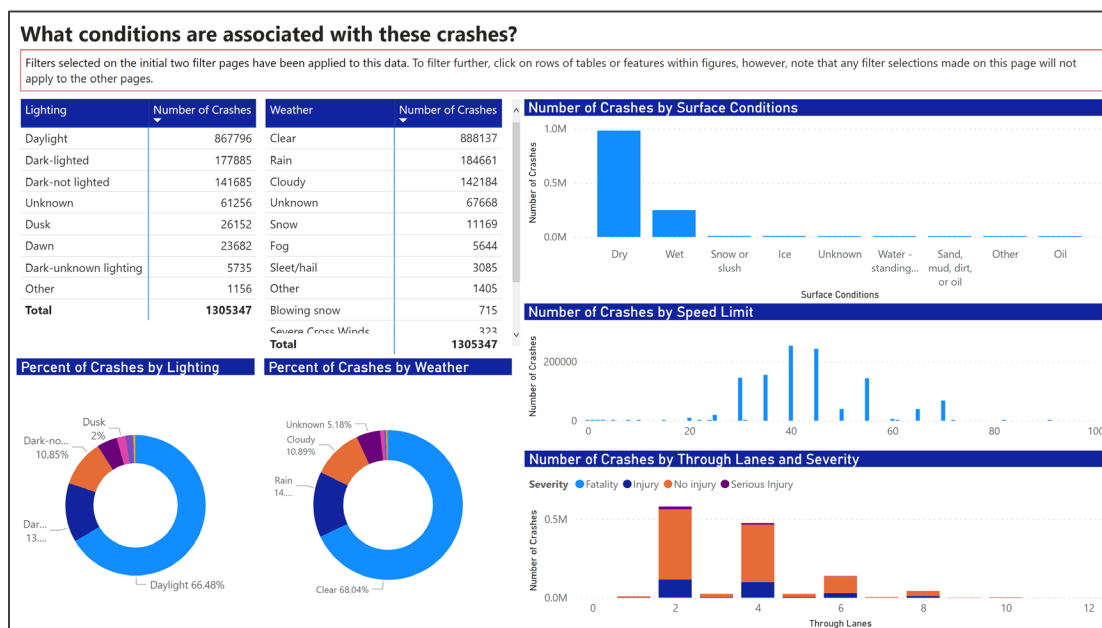 What conditions are associated with these crashes?
Filters selected on the initial two filter pages have been applied to this data. To filter further, click on rows of tables or features within figures, however, note that any filter selections made on this page will not
apply to the other pages.
Lighting Number of Crashes
Daylight 867796
Dark-lighted 177885
Dark-not lighted 141685
Unknown 61256
Dusk 26152
Dawn 23682
Dark-unknown lighting 5735
Other 1156
Total 1305347
Weather Number of Crashes
Clear 888137
Rain 184661
Cloudy 142184
Unknown 67668
Snow 11169
Fog 5644
Sleet/hail 3085
Other 1405
Blowing snow 715
Severe Cross Winds 323
Total 1305347
Number of Crashes by Surface Conditions
Number of Crashes
1.0M
0.5M
0.0M
Dry
Wet
Snow or
slush
Ice
Unknown
Water -
standing...
Sand,
mud, dirt,
or oil
Other
Oil
Surface Conditions
Number of Crashes by Speed Limit
Number of Crashes
200000
0
0 20 40 60 80 100
Percent of Crashes by Lighting
Dusk
2%
Dark-no...
10.85%
Dar...
13....
Daylight 66.48%
Percent of Crashes by Weather
Unknown 5.18%
Cloudy
10.89%
Rain
14....
Clear 68.04%
Number of Crashes by Through Lanes and Severity
Severity Fatality Injury No injury Serious Injury
Number of Crashes
0.5M
0.0M
0 2 4 6 8 10 12
Through Lanes